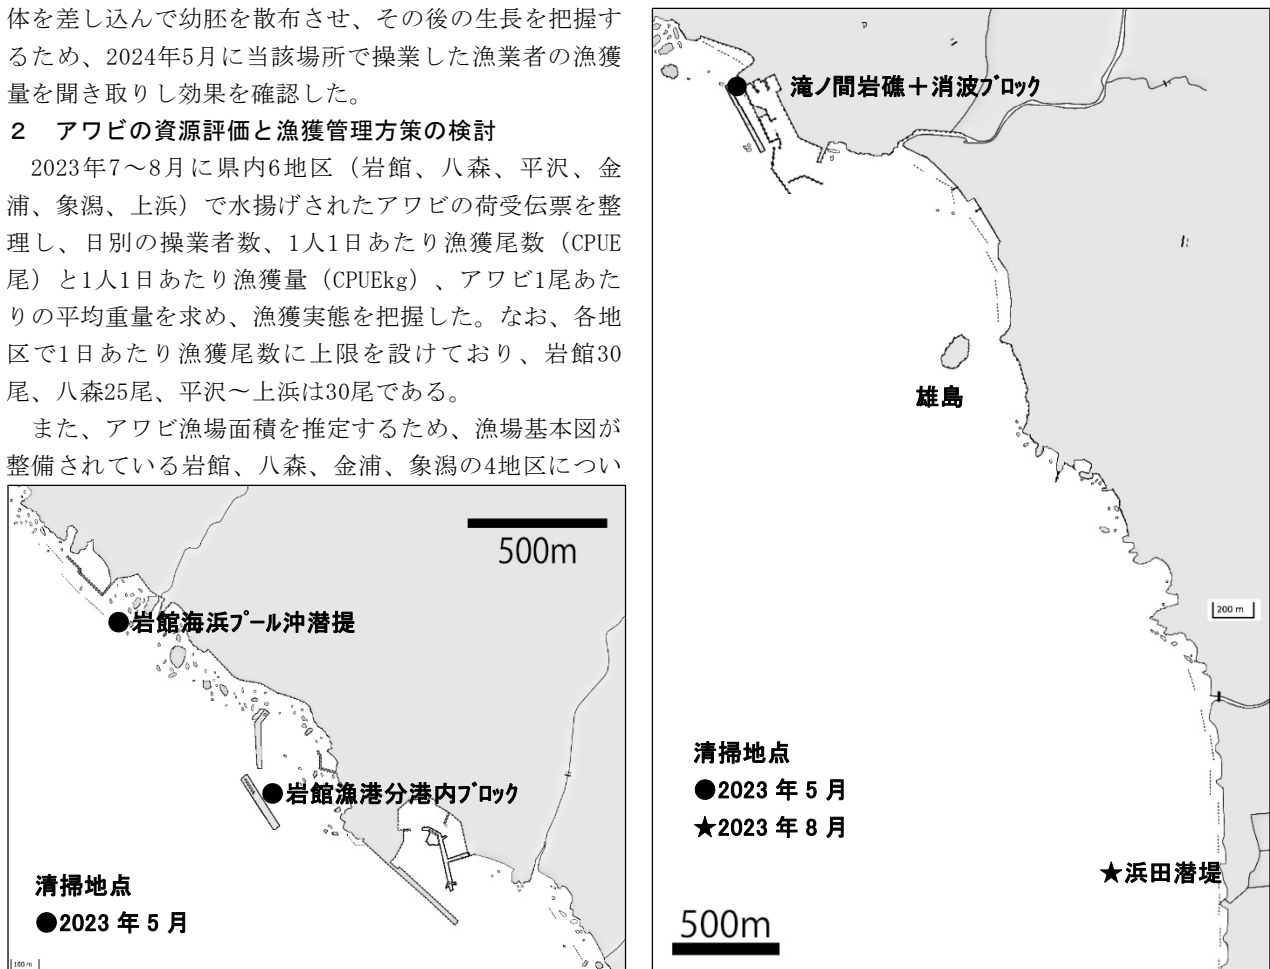 体を差し込んで幼胚を散布させ、その後の生長を把握す
るため、2024年5月に当該場所で操業した漁業者の漁獲
量を聞き取りし効果を確認した。
２　アワビの資源評価と漁獲管理方策の検討
　2023年7～8月に県内6地区（岩館、八森、平沢、金
浦、象潟、上浜）で水揚げされたアワビの荷受伝票を整
理し、日別の操業者数、1人1日あたり漁獲尾数（CPUE
尾）と1人1日あたり漁獲量（CPUEkg）、アワビ1尾あた
りの平均重量を求め、漁獲実態を把握した。なお、各地
区で1日あたり漁獲尾数に上限を設けており、岩館30
尾、八森25尾、平沢～上浜は30尾である。
　また、アワビ漁場面積を推定するため、漁場基本図が
整備されている岩館、八森、金浦、象潟の4地区につい
500m
●岩館海浜ﾌﾟｰﾙ沖潜提
●岩館漁港分港内ﾌﾞﾛｯｸ
清掃地点
●2023 年 5 月
100 m
滝ノ間岩礁＋消波ﾌﾞﾛｯｸ
雄島
200 m
清掃地点
●2023 年 5 月
★2023 年 8 月
★浜田潜堤
500m